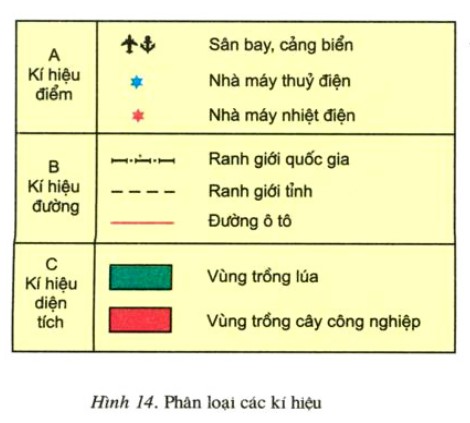 A
Kí hiệu
điểm
Sân bay, cảng biển
Nhà máy thuỷ điện
Nhà máy nhiệt điện
B
Kí hiệu
đường
Ranh giới quốc gia
Ranh giới tỉnh
Đường ô tô
C
Kí hiệu
diện
tích
Vùng trồng lúa
Vùng trồng cây công nghiệp
Hình 14. Phân loại các kí hiệu